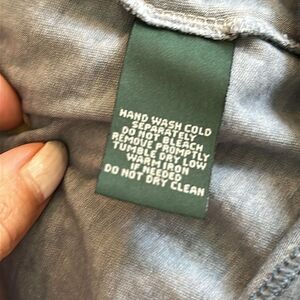 HAND WASH COLD
SEPARATELY
DO NOT BLEACH
REMOVE PROMPTLY
TUMBLE DRY LOW
WARM IRON
IF NEEDED
DO NOT DRY CLEAN